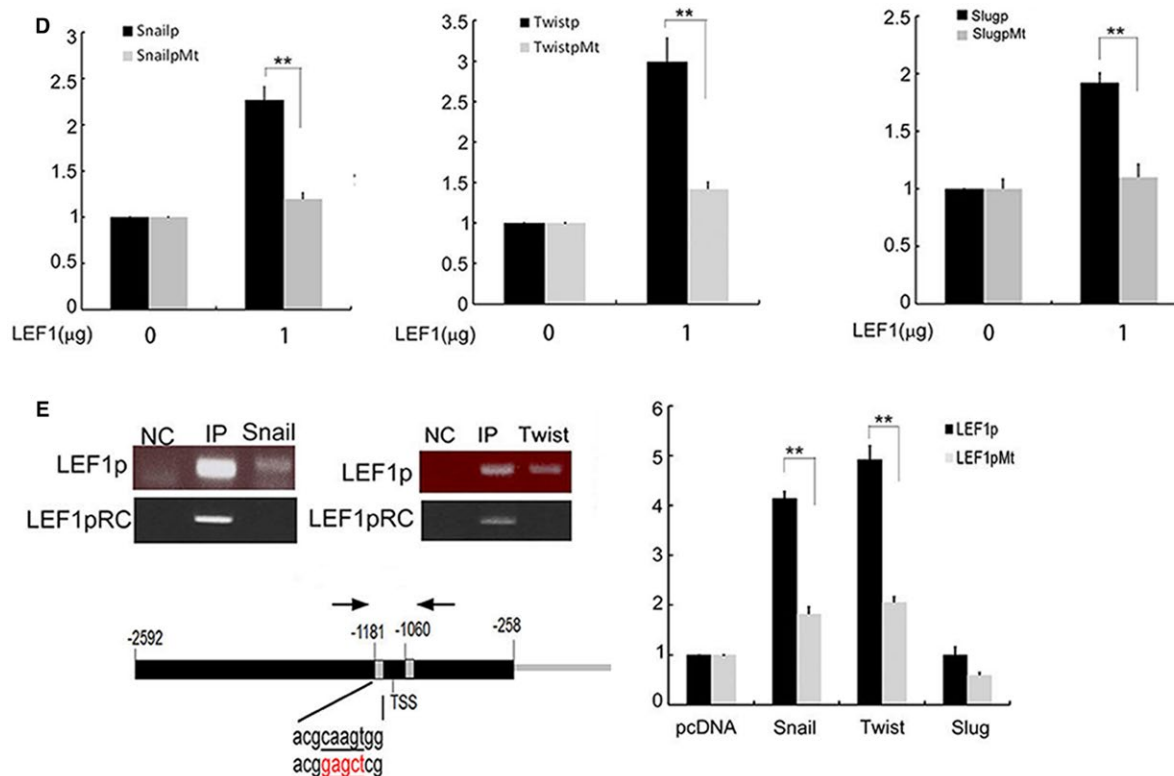 D
Snailp
SnailpMt
**
3
2.5
2
1.5
1
0.5
0
LEF1(μg)
0
1
Twistp
TwistpMt
**
3.5
3
2.5
2
1.5
1
0.5
0
LEF1(μg)
0
1
Slugp
SlugpMt
**
2.5
2
1.5
1
0.5
0
LEF1(μg)
0
1
E
NC IP Snail
LEF1p
LEF1pRC
NC IP Twist
LEF1p
LEF1pRC
-2592
-1181
-1060
-258
TSS
acgcaagtgg
acggagctcg
LEF1p
LEF1pMt
**
**
6
5
4
3
2
1
0
pcDNA
Snail
Twist
Slug